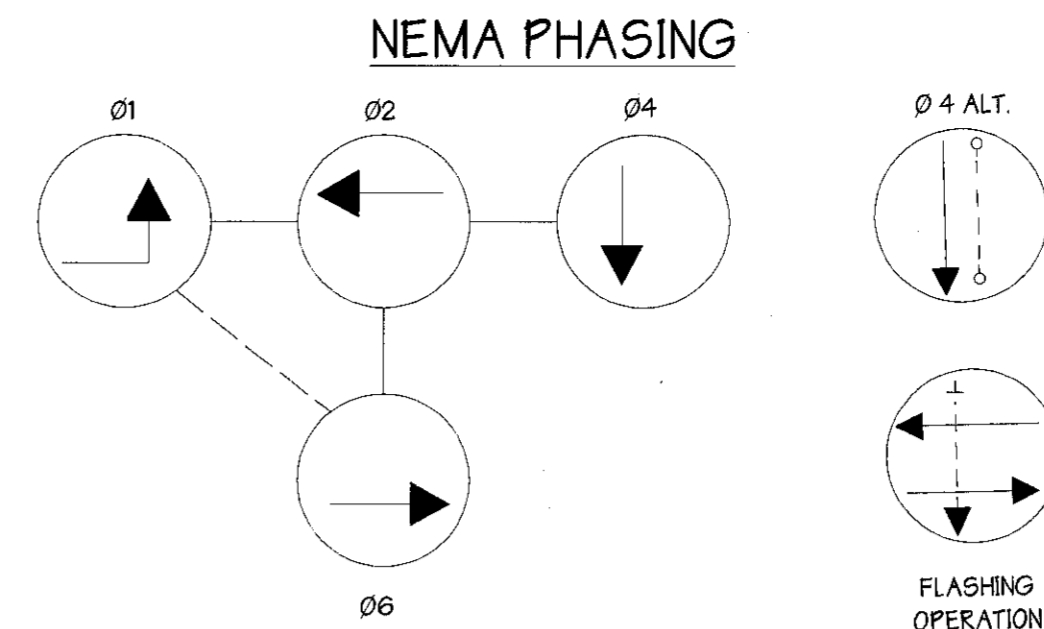 NEMA PHASING
Ø1
Ø2
Ø4
Ø 4 ALT.
Ø6
FLASHING
OPERATION